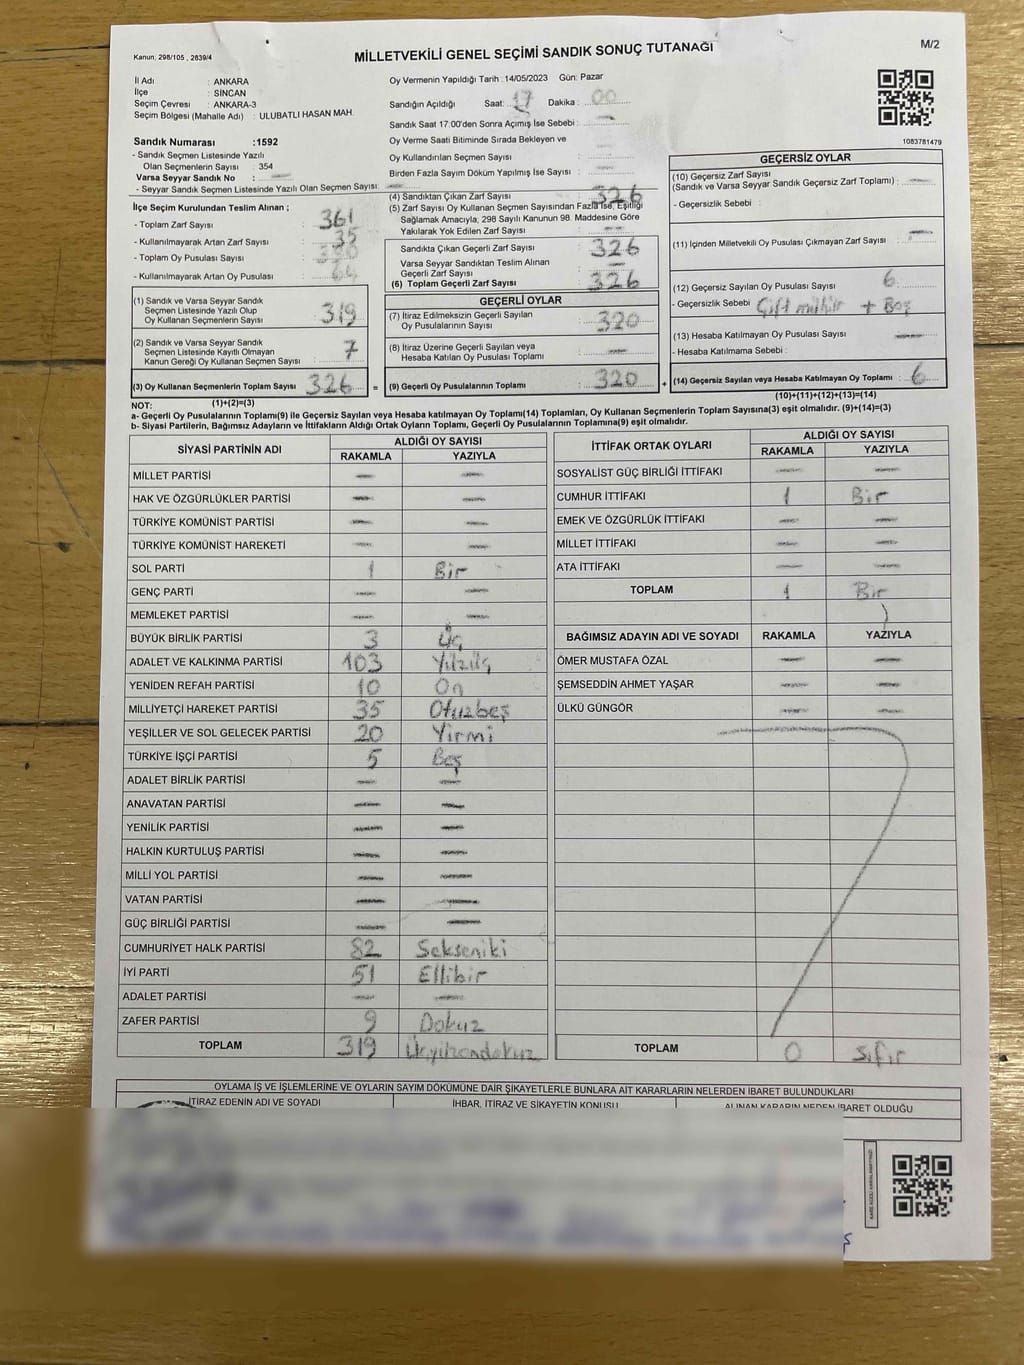 Kanun: 298/105 , 2839/4
MİLLETVEKİLİ GENEL SEÇİMİ SANDIK SONUÇ TUTANAĞI
M/2
İl Adı : ANKARA
İlçe : SİNCAN
Seçim Çevresi : ANKARA-3
Seçim Bölgesi (Mahalle Adı) : ULUBATLI HASAN MAH.
Sandık Numarası :1592
- Sandık Seçmen Listesinde Yazılı
Olan Seçmenlerin Sayısı : 354
Varsa Seyyar Sandık No : —
- Seyyar Sandık Seçmen Listesinde Yazılı Olan Seçmen Sayısı: —
Oy Vermenin Yapıldığı Tarih : 14/05/2023 Gün: Pazar
Sandığın Açıldığı Saat: 17 Dakika : 00
Sandık Saat 17:00'den Sonra Açımış İse Sebebi : —
Oy Verme Saati Bitiminde Sırada Bekleyen ve
Oy Kullandırılan Seçmen Sayısı : —
Birden Fazla Sayım Döküm Yapılmış İse Sayısı : —
1083781479
İlçe Seçim Kurulundan Teslim Alınan ;
- Toplam Zarf Sayısı : 361
- Kullanılmayarak Artan Zarf Sayısı : 35
- Toplam Oy Pusulası Sayısı :
- Kullanılmayarak Artan Oy Pusulası : 64
(1) Sandık ve Varsa Seyyar Sandık
Seçmen Listesinde Yazılı Olup
Oy Kullanan Seçmenlerin Sayısı : 319
(2) Sandık ve Varsa Seyyar Sandık
Seçmen Listesinde Kayıtlı Olmayan
Kanun Gereği Oy Kullanan Seçmen Sayısı : 7
(3) Oy Kullanan Seçmenlerin Toplam Sayısı : 326 =
(1)+(2)=(3)
(4) Sandıktan Çıkan Zarf Sayısı : 326
(5) Zarf Sayısı Oy Kullanan Seçmen Sayısından Fazla İse, Eşitliği
Sağlamak Amacıyla, 298 Sayılı Kanunun 98. Maddesine Göre
Yakılarak Yok Edilen Zarf Sayısı : —
Sandıkta Çıkan Geçerli Zarf Sayısı : 326
Varsa Seyyar Sandıktan Teslim Alınan
Geçerli Zarf Sayısı : —
(6) Toplam Geçerli Zarf Sayısı : 326
GEÇERLİ OYLAR
(7) İtiraz Edilmeksizin Geçerli Sayılan
Oy Pusulalarının Sayısı : 320
(8) İtiraz Üzerine Geçerli Sayılan veya
Hesaba Katılan Oy Pusulası Toplamı : —
(9) Geçerli Oy Pusulalarının Toplamı : 320 +
GEÇERSİZ OYLAR
(10) Geçersiz Zarf Sayısı
(Sandık ve Varsa Seyyar Sandık Geçersiz Zarf Toplamı) : —
- Geçersizlik Sebebi :
(11) İçinden Milletvekili Oy Pusulası Çıkmayan Zarf Sayısı : —
(12) Geçersiz Sayılan Oy Pusulası Sayısı : 6
- Geçersizlik Sebebi : Çift mühür + Boş
(13) Hesaba Katılmayan Oy Pusulası Sayısı : —
- Hesaba Katılmama Sebebi :
(14) Geçersiz Sayılan veya Hesaba Katılmayan Oy Toplamı : 6
(10)+(11)+(12)+(13)=(14)
NOT:
a- Geçerli Oy Pusulalarının Toplamı(9) ile Geçersiz Sayılan veya Hesaba katılmayan Oy Toplamı(14) Toplamları, Oy Kullanan Seçmenlerin Toplam Sayısına(3) eşit olmalıdır. (9)+(14)=(3)
b- Siyasi Partilerin, Bağımsız Adayların ve İttifakların Aldığı Ortak Oyların Toplamı, Geçerli Oy Pusulalarının Toplamına(9) eşit olmalıdır.
SİYASİ PARTİNİN ADI ALDIĞI OY SAYISI
RAKAMLA YAZIYLA
MİLLET PARTİSİ — —
HAK VE ÖZGÜRLÜKLER PARTİSİ — —
TÜRKİYE KOMÜNİST PARTİSİ — —
TÜRKİYE KOMÜNİST HAREKETİ — —
SOL PARTİ 1 Bir
GENÇ PARTİ — —
MEMLEKET PARTİSİ — —
BÜYÜK BİRLİK PARTİSİ 3 Üç
ADALET VE KALKINMA PARTİSİ 103 Yüzüç
YENİDEN REFAH PARTİSİ 10 On
MİLLİYETÇİ HAREKET PARTİSİ 35 Otuzbeş
YEŞİLLER VE SOL GELECEK PARTİSİ 20 Yirmi
TÜRKİYE İŞÇİ PARTİSİ 5 Beş
ADALET BİRLİK PARTİSİ — —
ANAVATAN PARTİSİ — —
YENİLİK PARTİSİ — —
HALKIN KURTULUŞ PARTİSİ — —
MİLLİ YOL PARTİSİ — —
VATAN PARTİSİ — —
GÜÇ BİRLİĞİ PARTİSİ — —
CUMHURİYET HALK PARTİSİ 82 Sekseniki
İYİ PARTİ 51 Ellibir
ADALET PARTİSİ — —
ZAFER PARTİSİ 9 Dokuz
TOPLAM 319 Üçyüzondokuz
İTTİFAK ORTAK OYLARI ALDIĞI OY SAYISI
RAKAMLA YAZIYLA
SOSYALİST GÜÇ BİRLİĞİ İTTİFAKI — —
CUMHUR İTTİFAKI 1 Bir
EMEK VE ÖZGÜRLÜK İTTİFAKI — —
MİLLET İTTİFAKI — —
ATA İTTİFAKI — —
TOPLAM 1 Bir
BAĞIMSIZ ADAYIN ADI VE SOYADI RAKAMLA YAZIYLA
ÖMER MUSTAFA ÖZAL — —
ŞEMSEDDİN AHMET YAŞAR — —
ÜLKÜ GÜNGÖR — —
TOPLAM 0 Sıfır
OYLAMA İŞ VE İŞLEMLERİNE VE OYLARIN SAYIM DÖKÜMÜNE DAİR ŞİKAYETLERLE BUNLARA AİT KARARLARIN NELERDEN İBARET BULUNDUKLARI
İTİRAZ EDENİN ADI VE SOYADI İHBAR, İTİRAZ VE ŞİKAYETİN KONUSU ALINAN KARARIN NEDEN İBARET OLDUĞU